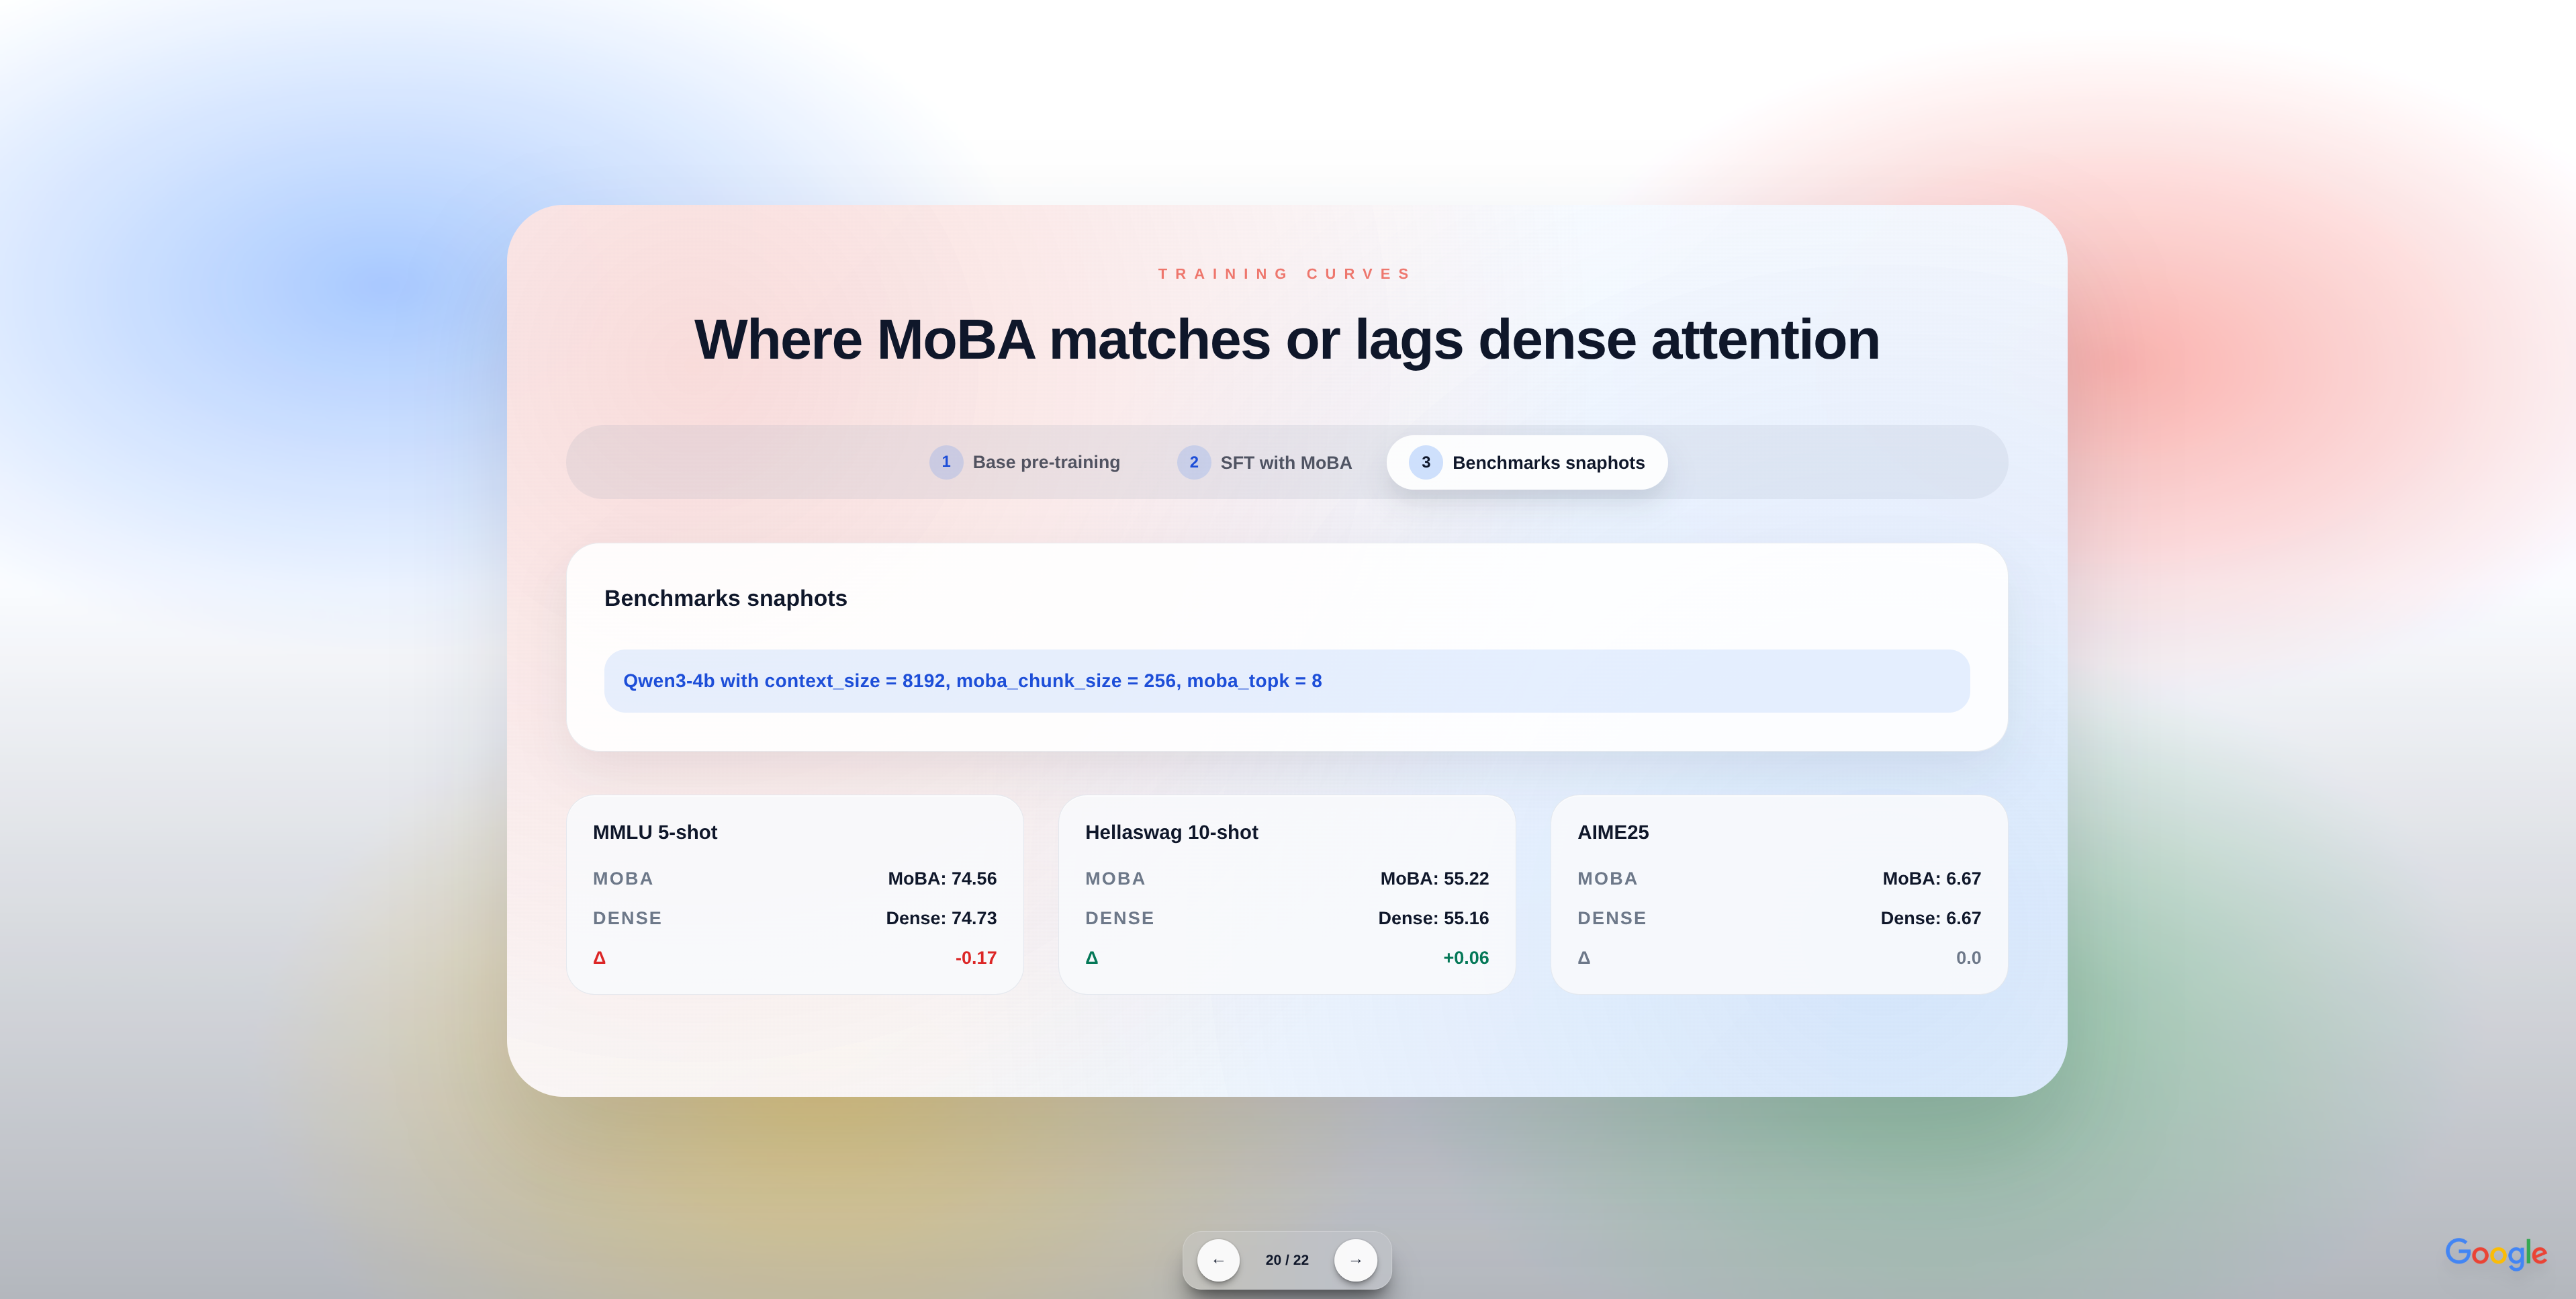 TRAINING CURVES
Where MoBA matches or lags dense attention
1 Base pre-training 2 SFT with MoBA 3 Benchmarks snaphots
Benchmarks snaphots
Qwen3-4b with context_size = 8192, moba_chunk_size = 256, moba_topk = 8
MMLU 5-shot
MOBA MoBA: 74.56
DENSE Dense: 74.73
Δ -0.17
Hellaswag 10-shot
MOBA MoBA: 55.22
DENSE Dense: 55.16
Δ +0.06
AIME25
MOBA MoBA: 6.67
DENSE Dense: 6.67
Δ 0.0
← 20 / 22 →
Google